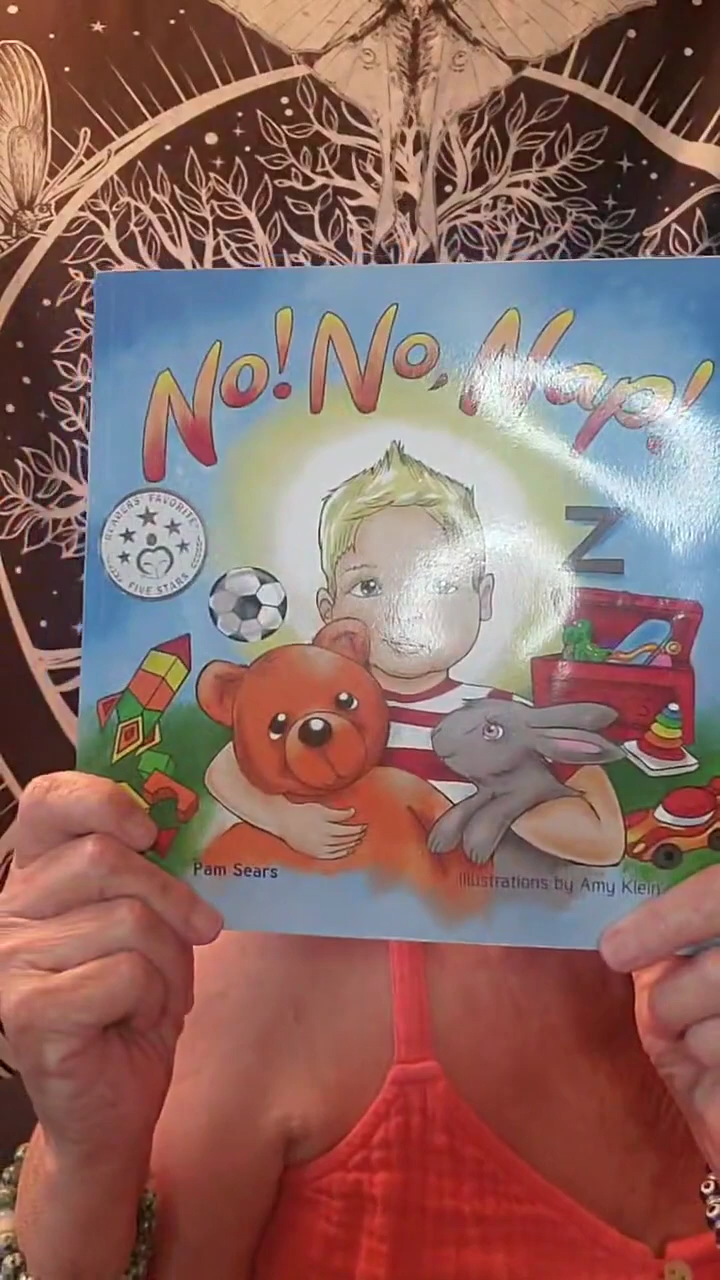 No! No, Nap!
READERS' FAVORITE
FIVE STARS
Z
Pam Sears
Illustrations by Amy Klein